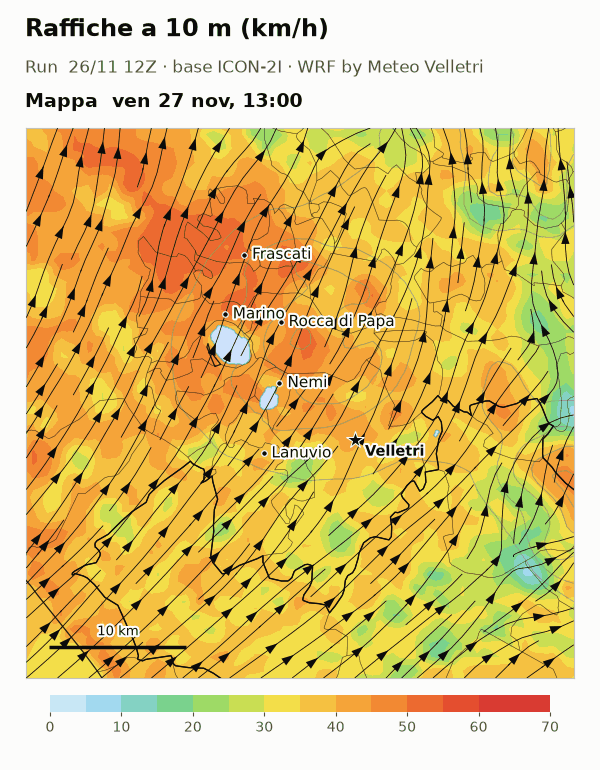 Raffiche a 10 m (km/h)
Run  26/11 12Z · base ICON-2I · WRF by Meteo Velletri
Mappa  ven 27 nov, 13:00
Frascati
Marino
Rocca di Papa
Nemi
Velletri
Lanuvio
10 km
0 10 20 30 40 50 60 70